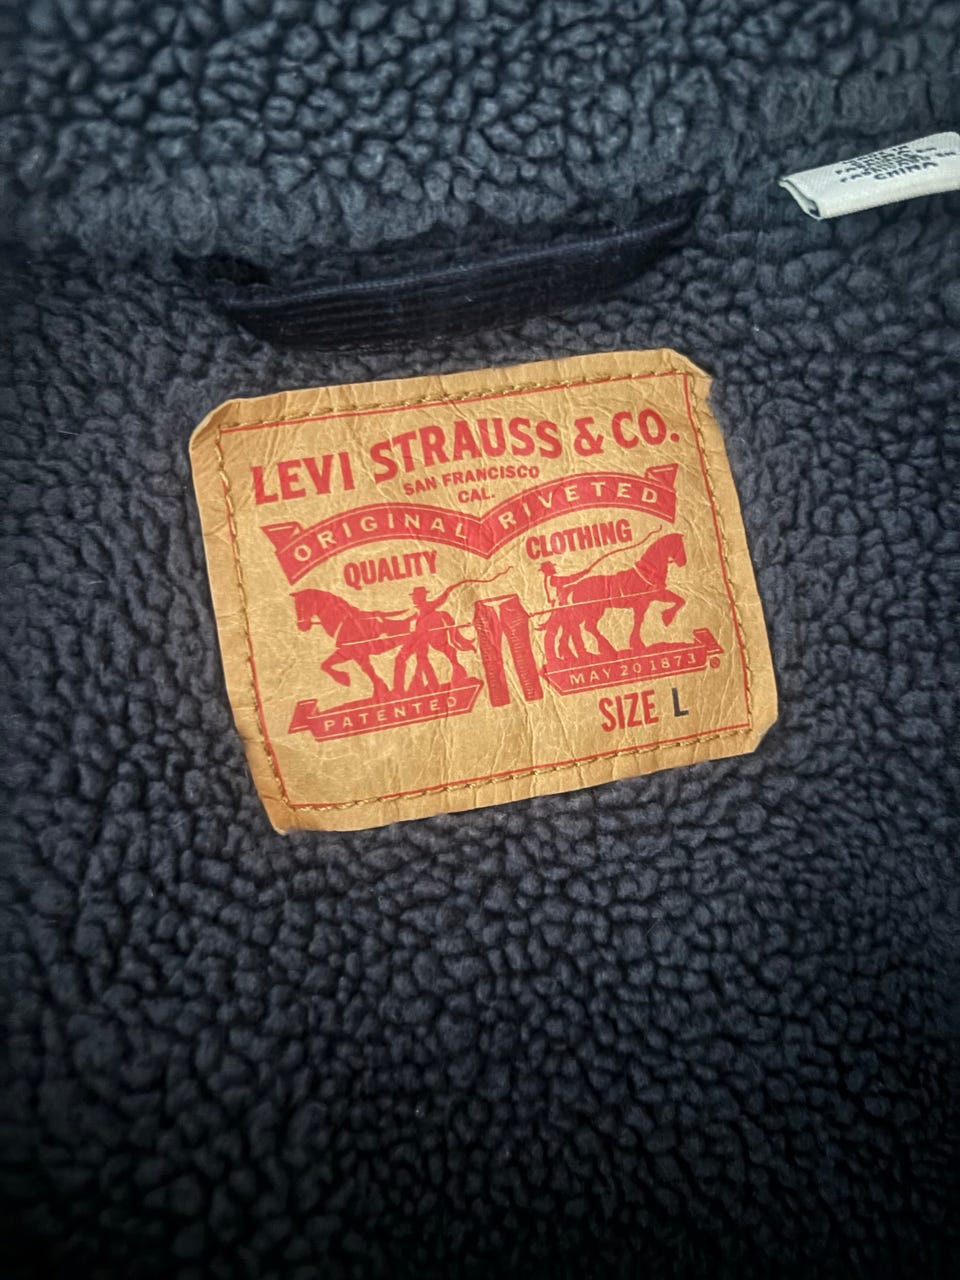 CHINA
LEVI STRAUSS & CO.
SAN FRANCISCO
CAL.
ORIGINAL RIVETED
QUALITY CLOTHING
PATENTED MAY 20 1873
®
SIZE L